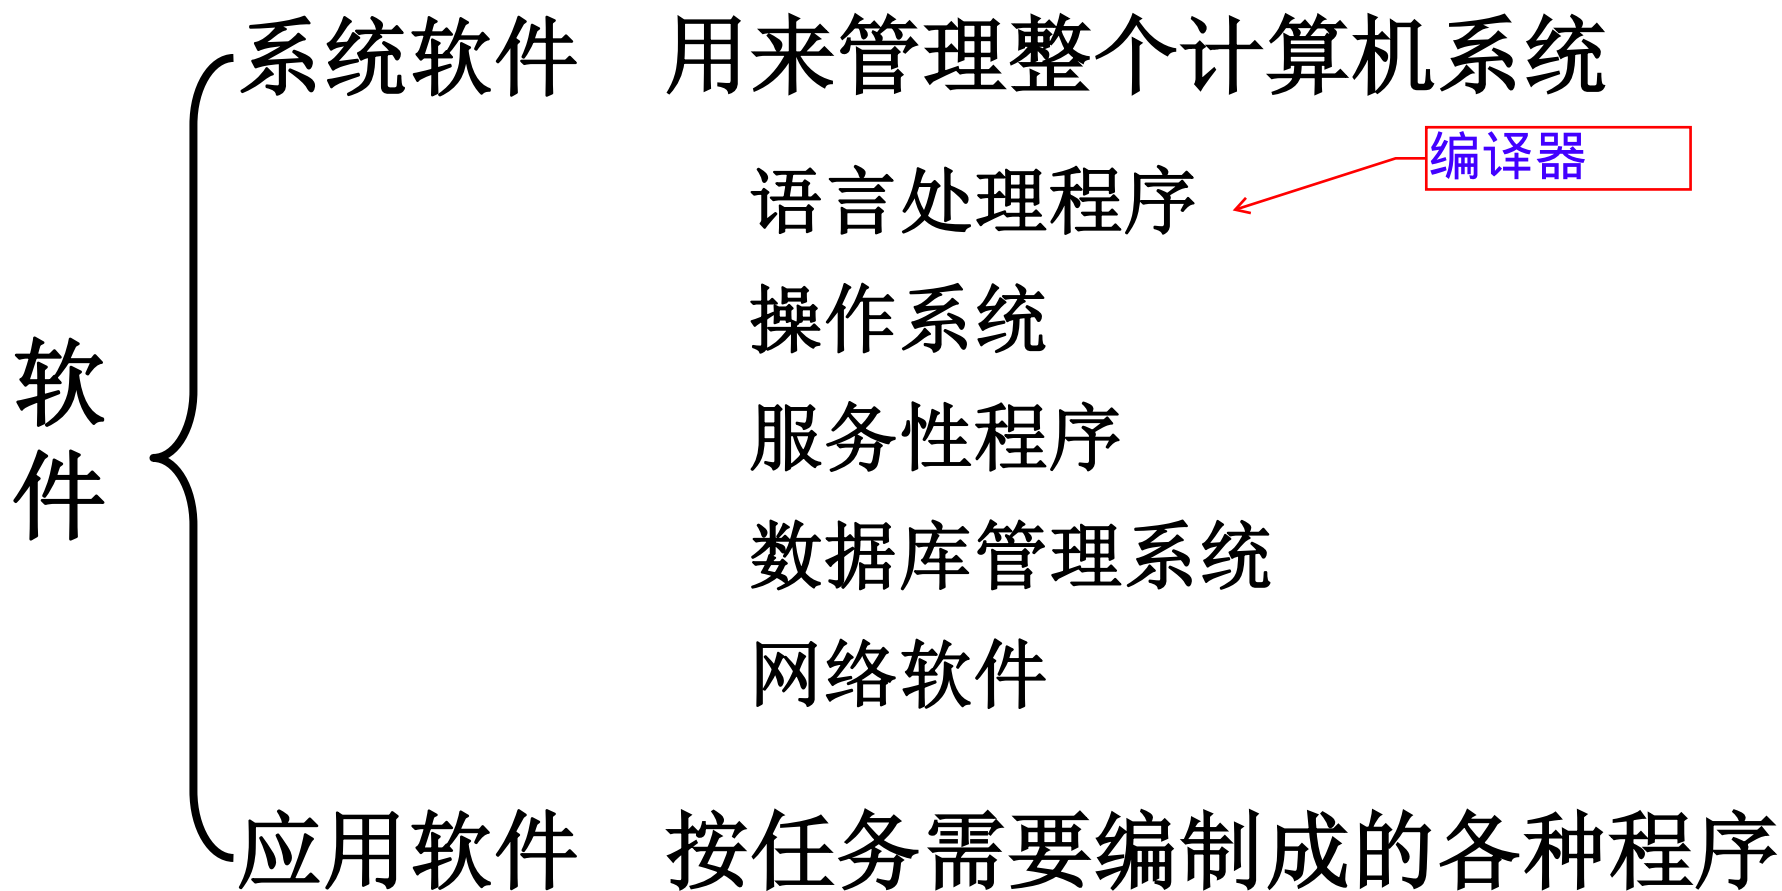 系统软件 用来管理整个计算机系统
编译器
语言处理程序
操作系统
软
件
服务性程序
数据库管理系统
网络软件
应用软件 按任务需要编制成的各种程序